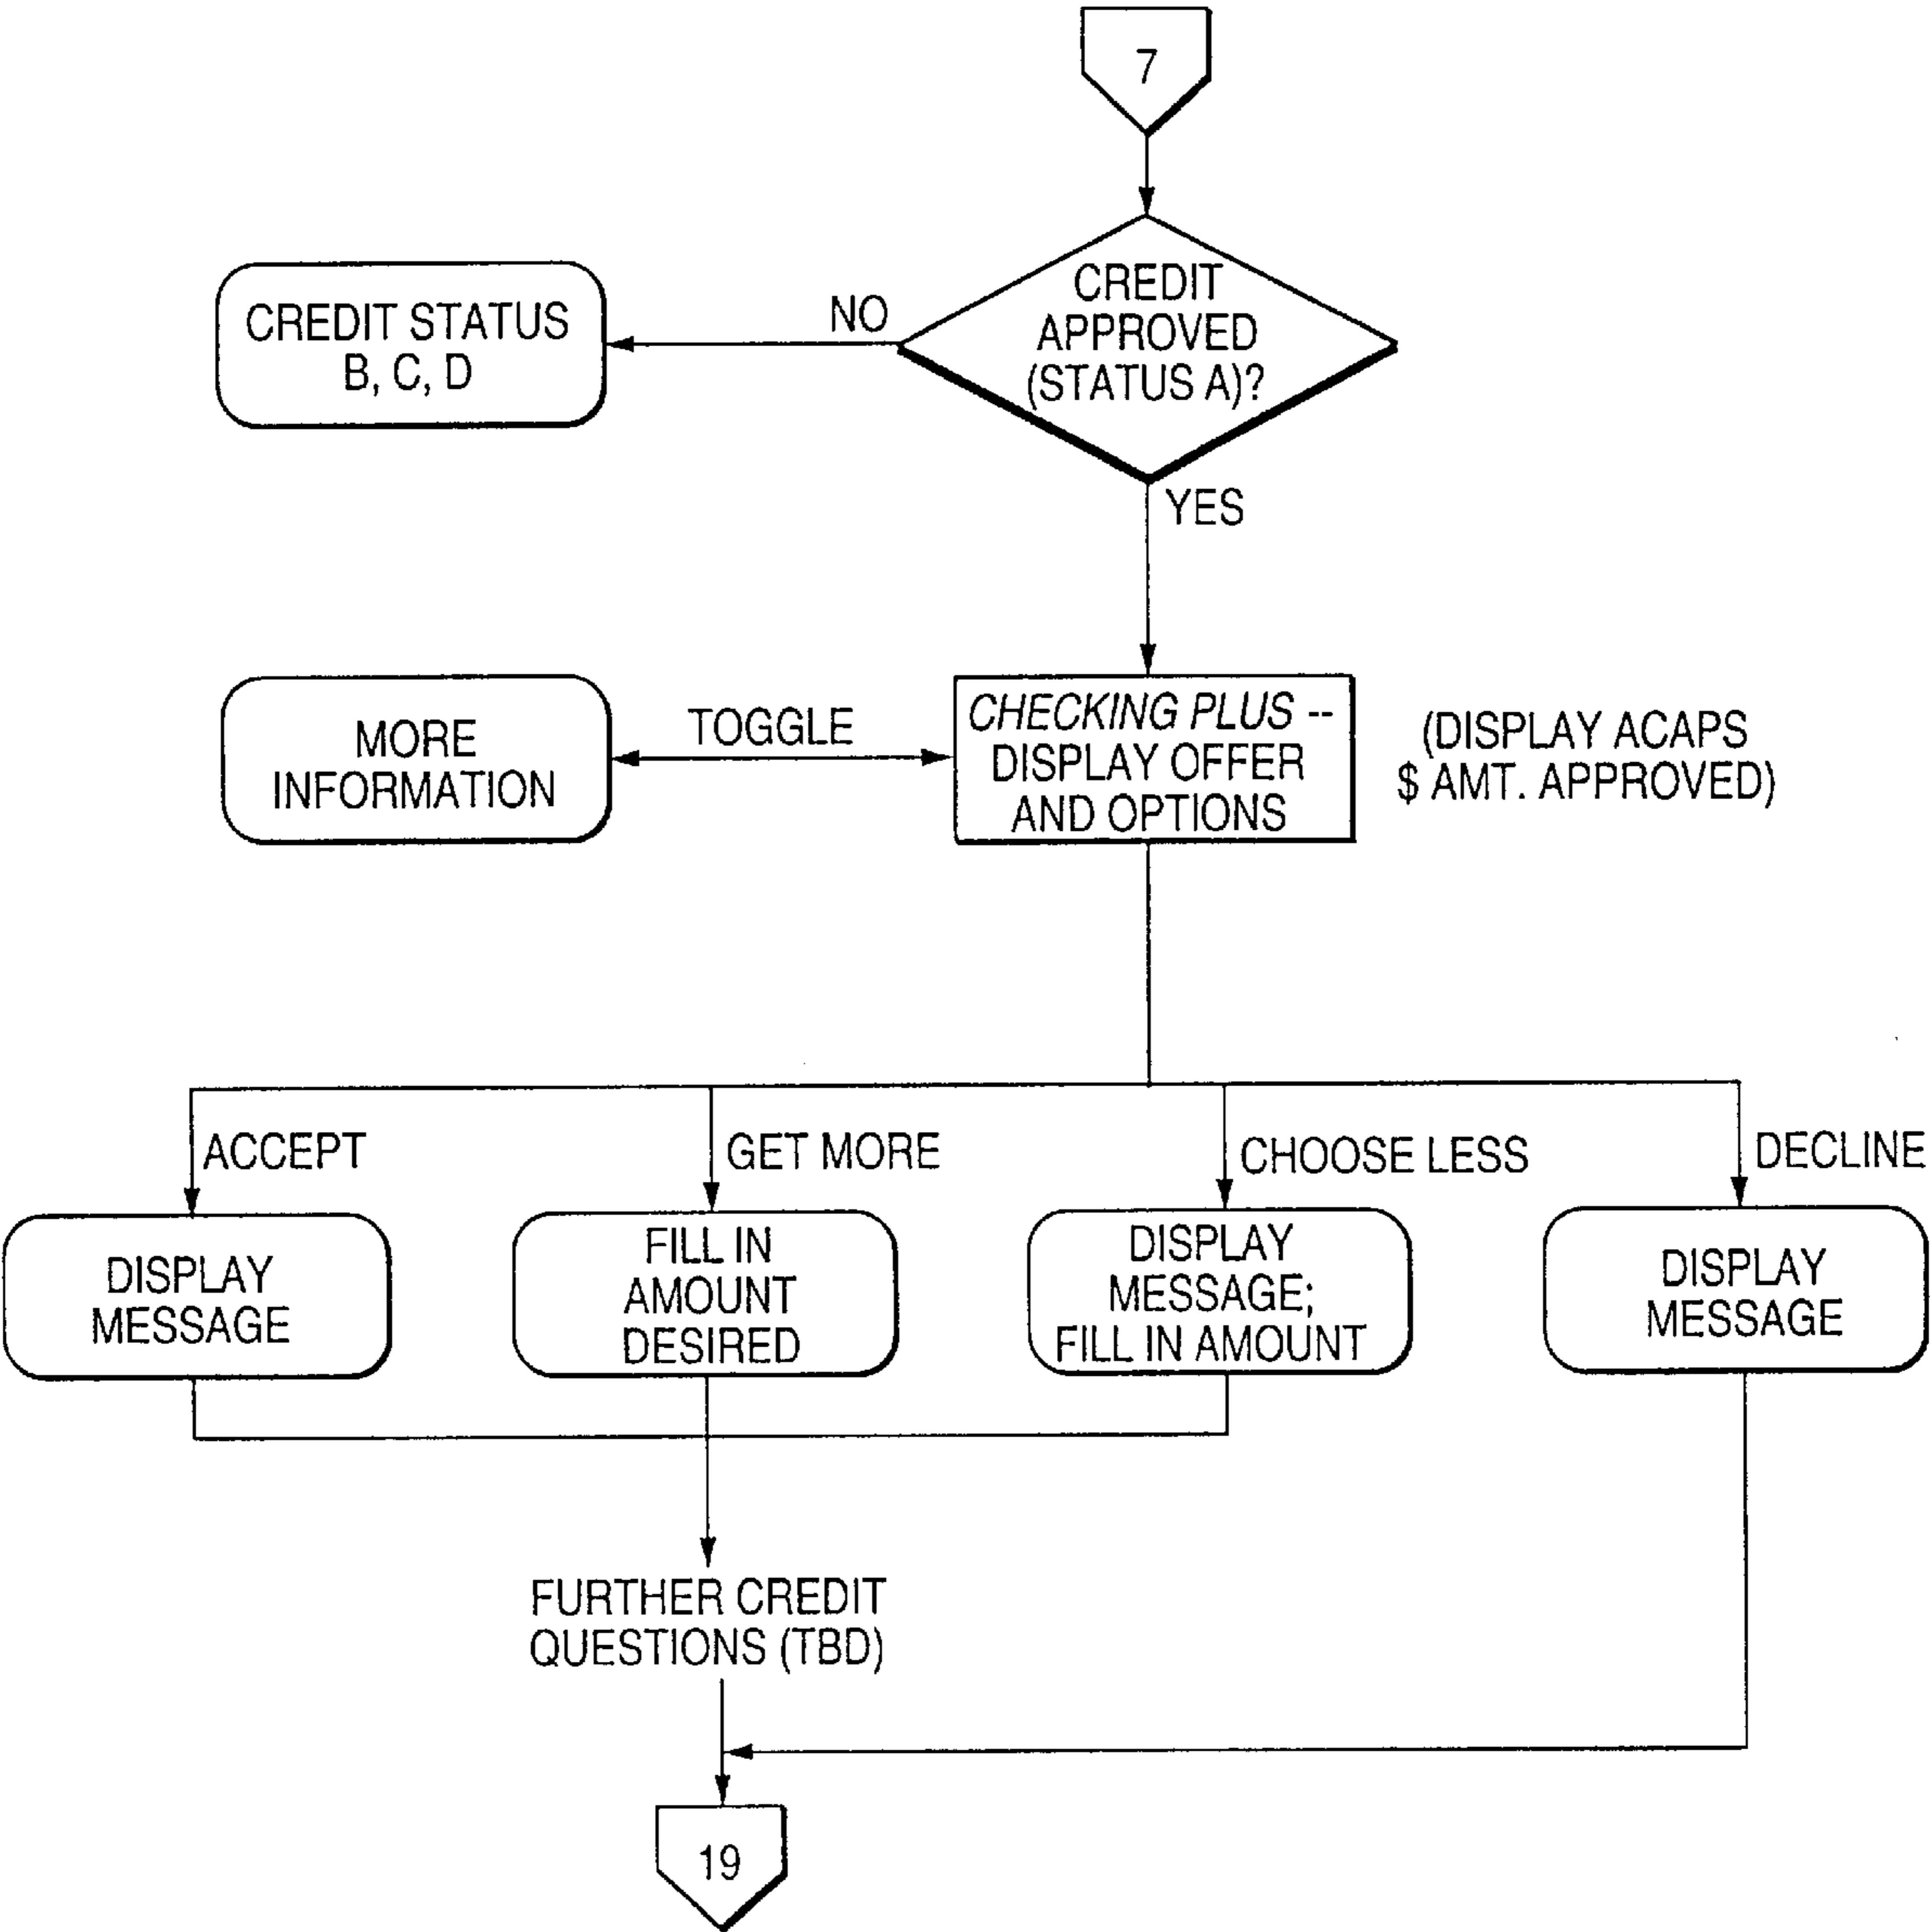 7
CREDIT
APPROVED
(STATUS A)?
NO
CREDIT STATUS
B, C, D
YES
MORE
INFORMATION
TOGGLE
CHECKING PLUS --
DISPLAY OFFER
AND OPTIONS
(DISPLAY ACAPS
$ AMT. APPROVED)
ACCEPT
GET MORE
CHOOSE LESS
DECLINE
DISPLAY
MESSAGE
FILL IN
AMOUNT
DESIRED
DISPLAY
MESSAGE;
FILL IN AMOUNT
DISPLAY
MESSAGE
FURTHER CREDIT
QUESTIONS (TBD)
19